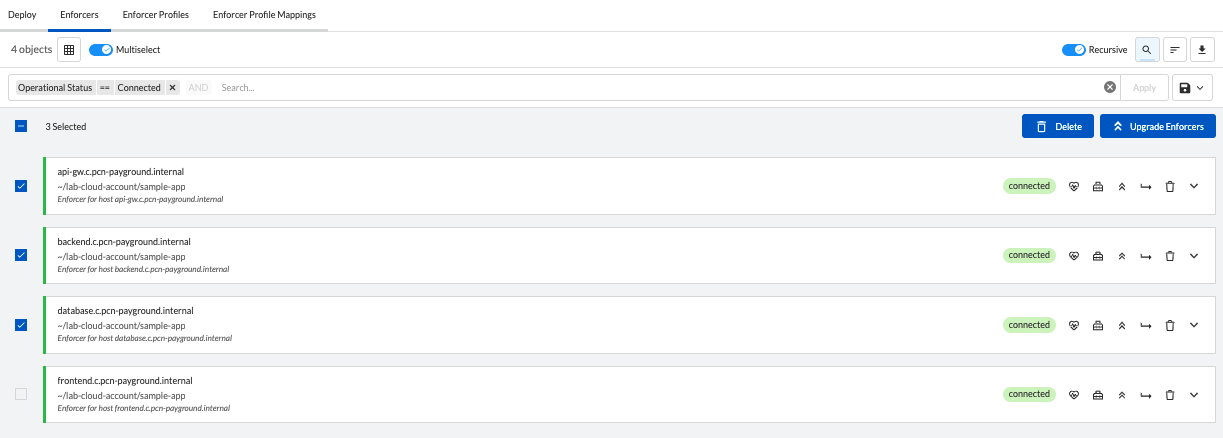 Deploy Enforcers Enforcer Profiles Enforcer Profile Mappings
4 objects Multiselect Recursive
Operational Status == Connected × AND Search... Apply
3 Selected Delete Upgrade Enforcers
api-gw.c.pcn-payground.internal
~/lab-cloud-account/sample-app connected
Enforcer for host api-gw.c.pcn-payground.internal
backend.c.pcn-payground.internal
~/lab-cloud-account/sample-app connected
Enforcer for host backend.c.pcn-payground.internal
database.c.pcn-payground.internal
~/lab-cloud-account/sample-app connected
Enforcer for host database.c.pcn-payground.internal
frontend.c.pcn-payground.internal
~/lab-cloud-account/sample-app connected
Enforcer for host frontend.c.pcn-payground.internal